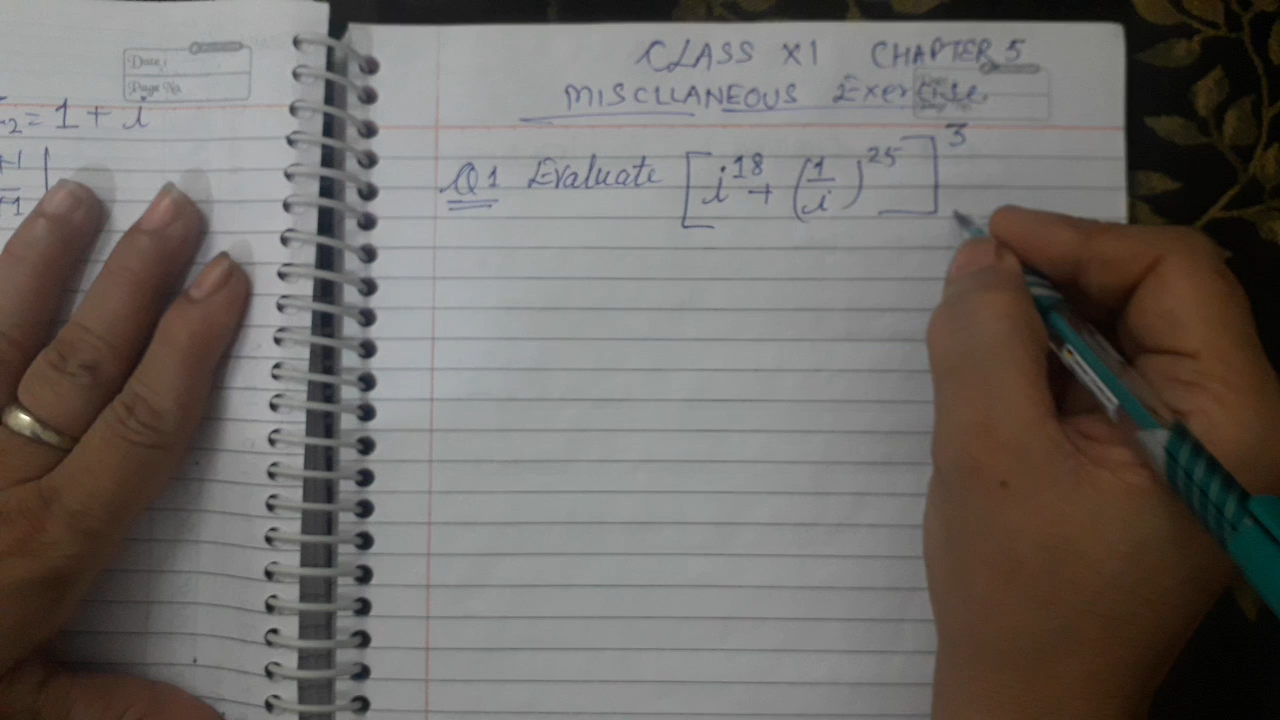 Date:
Page No.
= 1 + i
CLASS XI CHAPTER 5
MISCLLANEOUS Exercise
Q1 Evaluate [i^18 + (1/i)^25]^3